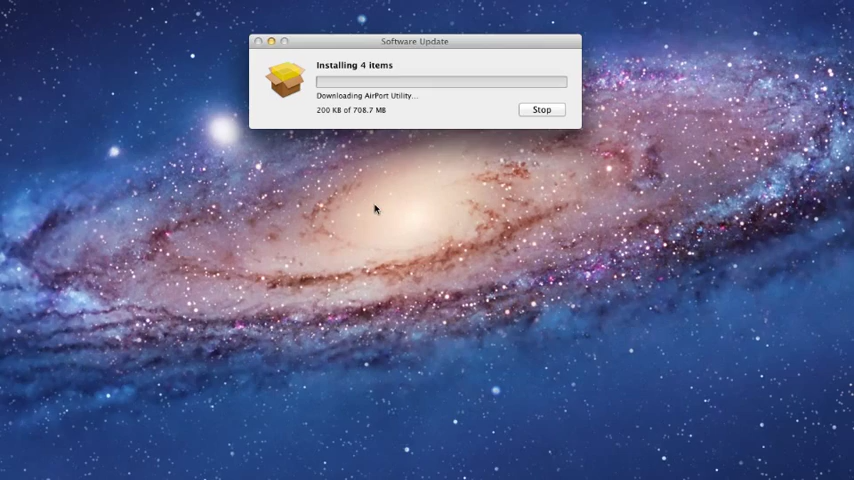 Software Update
Installing 4 items
Downloading AirPort Utility...
200 KB of 708.7 MB
Stop